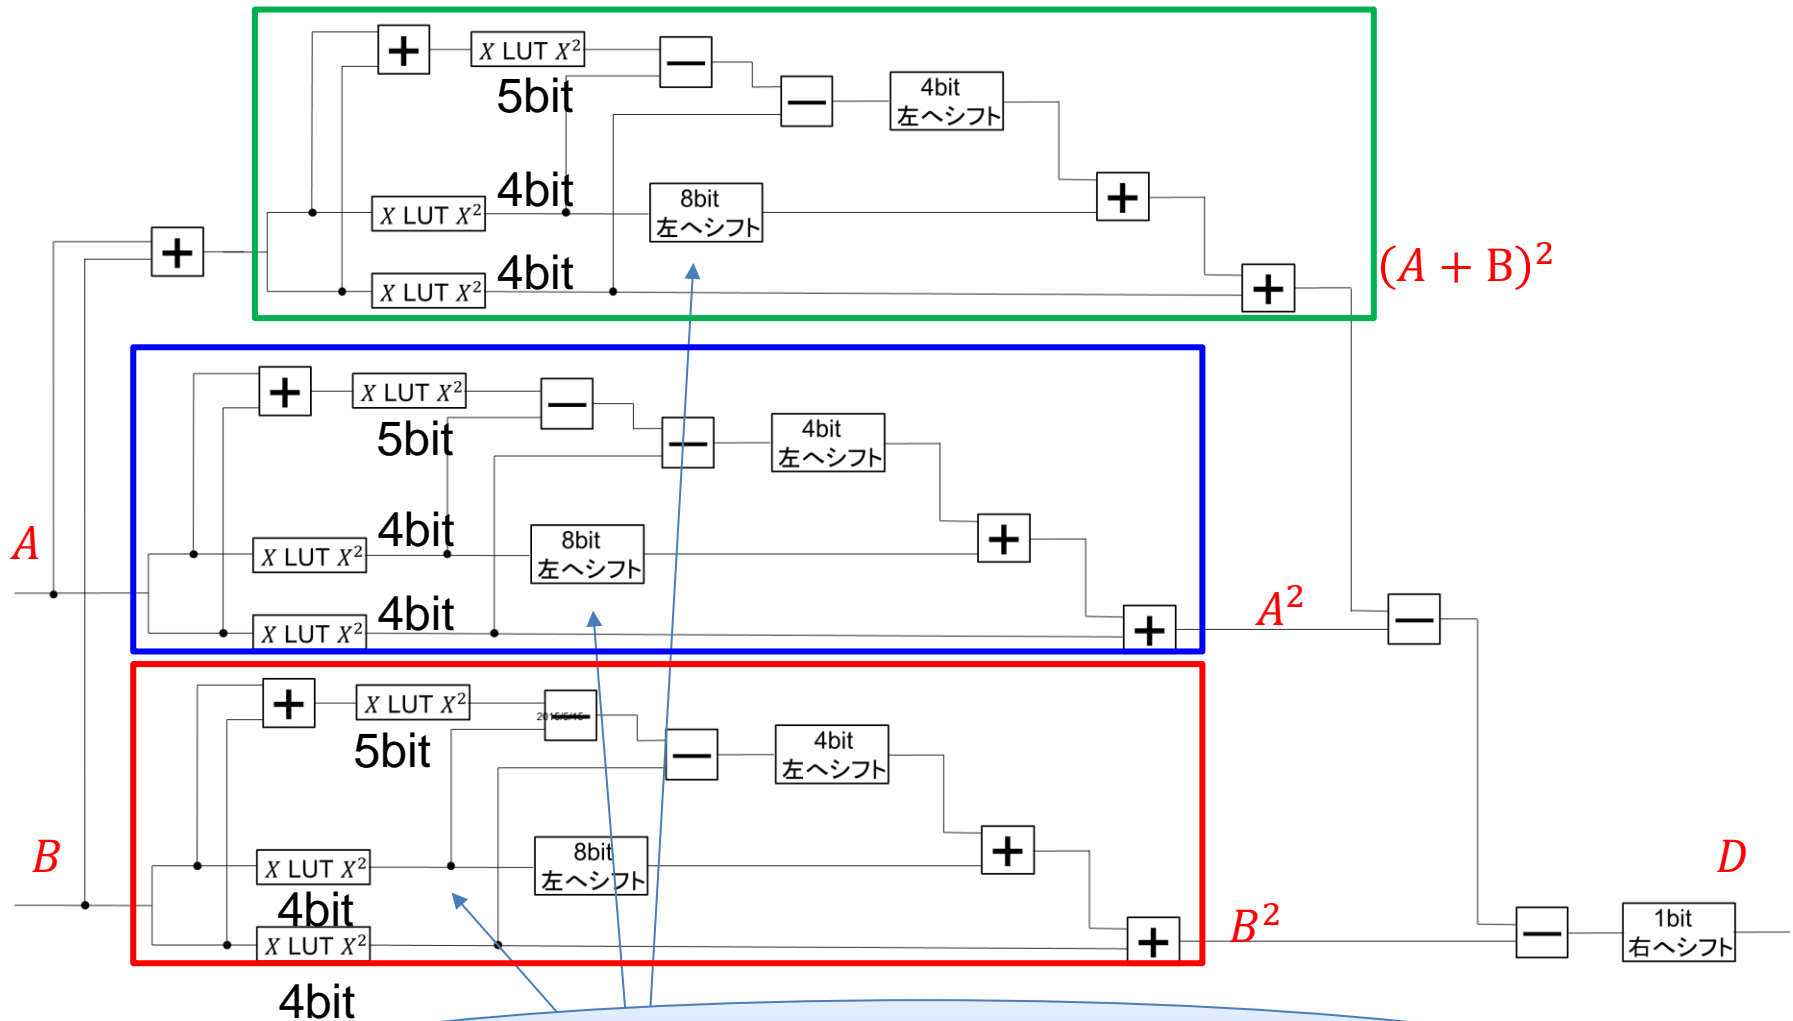 X LUT X²
5bit
4bit
左へシフト
X LUT X²
4bit
8bit
左へシフト
X LUT X²
4bit
(A + B)²
X LUT X²
5bit
4bit
左へシフト
A
X LUT X²
4bit
8bit
左へシフト
X LUT X²
4bit
A²
X LUT X²
2015/5/15
5bit
4bit
左へシフト
B
X LUT X²
4bit
8bit
左へシフト
X LUT X²
4bit
B²
D
1bit
右へシフト